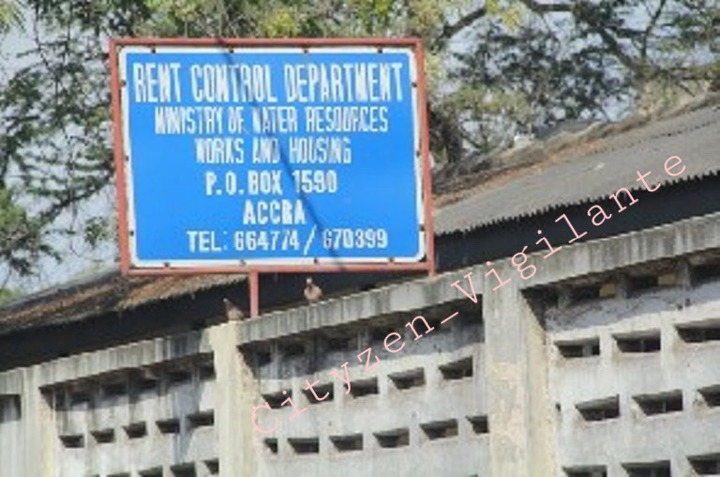 RENT CONTROL DEPARTMENT
MINISTRY OF WATER RESOURCES
WORKS AND HOUSING
P.O. BOX 1590
ACCRA
TEL: 664774 / 670399
Cityzen_Vigilante